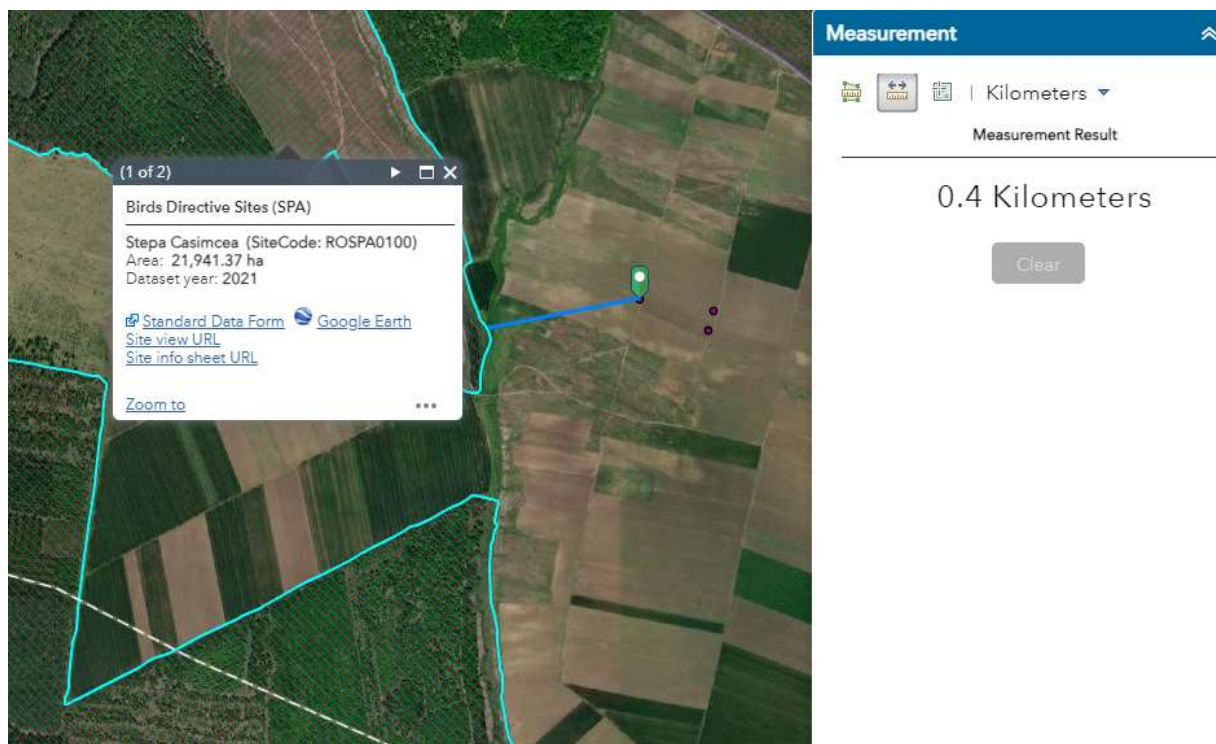 (1 of 2)
Birds Directive Sites (SPA)
Stepa Casimcea (SiteCode: ROSPA0100)
Area: 21,941.37 ha
Dataset year: 2021
Standard Data Form Google Earth
Site view URL
Site info sheet URL
Zoom to
Measurement
| Kilometers
Measurement Result
0.4 Kilometers
Clear